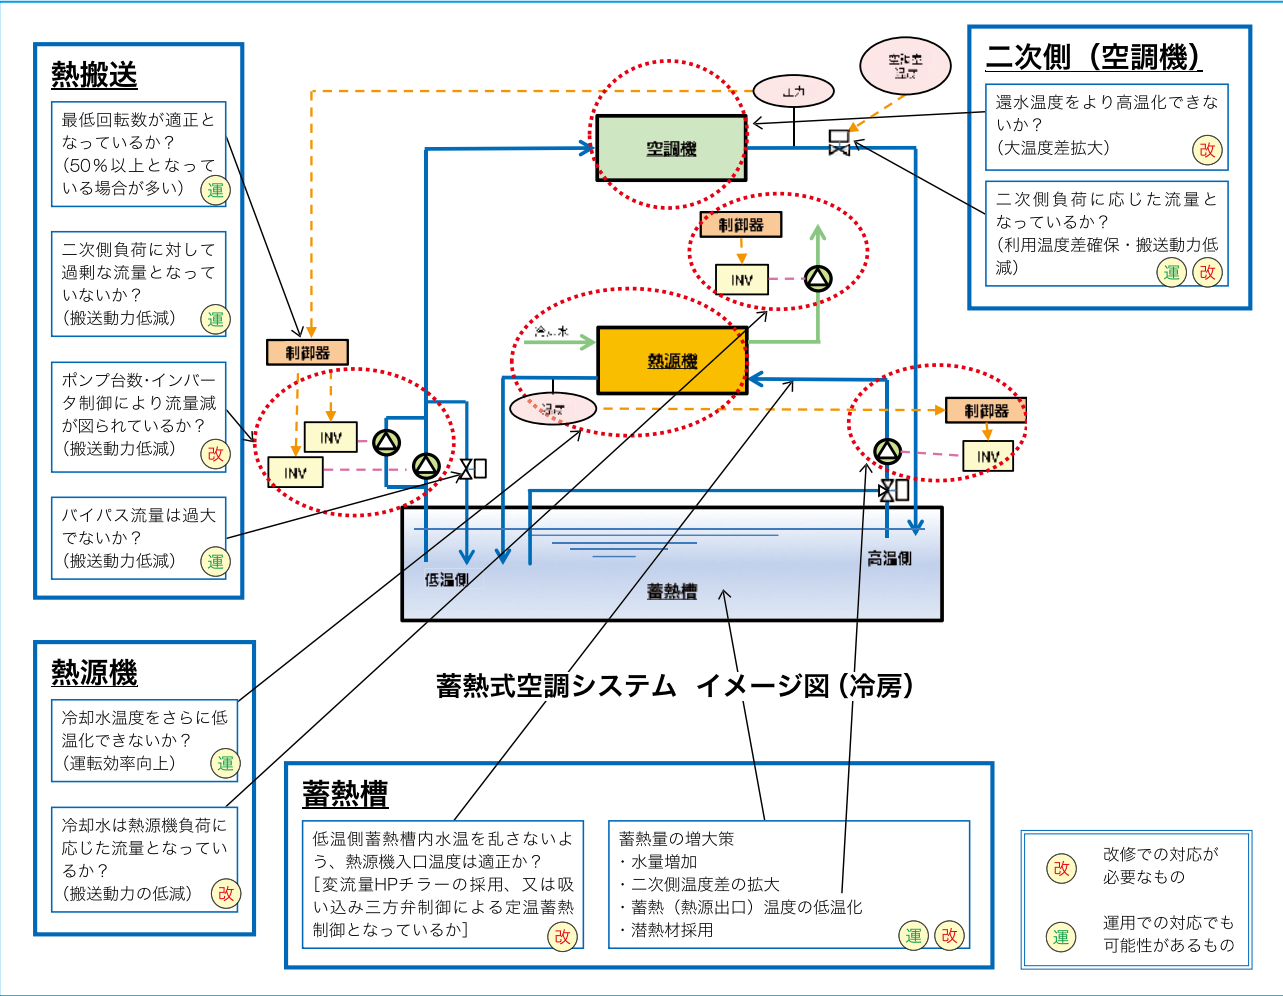 熱搬送
最低回転数が適正と
なっているか？
(50％以上となって
いる場合が多い)
運
二次側負荷に対して
過剰な流量となって
いないか？
(搬送動力低減)
運
ポンプ台数・インバー
タ制御により流量減
が図られているか？
(搬送動力低減)
改
バイパス流量は過大
でないか？
(搬送動力低減)
運
二次側（空調機）
還水温度をより高温化できな
いか？
(大温度差拡大)
改
二次側負荷に応じた流量と
なっているか？
(利用温度差確保・搬送動力低
減)
運 改
空調機
制御器
INV
熱源機
制御器
INV
INV
制御器
INV
低温側
高温側
蓄熱槽
蓄熱式空調システム　イメージ図（冷房）
熱源機
冷却水温度をさらに低
温化できないか？
(運転効率向上)
運
冷却水は熱源機負荷に
応じた流量となってい
るか？
(搬送動力の低減)
改
蓄熱槽
低温側蓄熱槽内水温を乱さないよ
う、熱源機入口温度は適正か？
[変流量HPチラーの採用、又は吸
い込み三方弁制御による定温蓄熱
制御となっているか]
改
蓄熱量の増大策
・水量増加
・二次側温度差の拡大
・蓄熱（熱源出口）温度の低温化
・潜熱材採用
運 改
改 改修での対応が
必要なもの
運 運用での対応でも
可能性があるもの